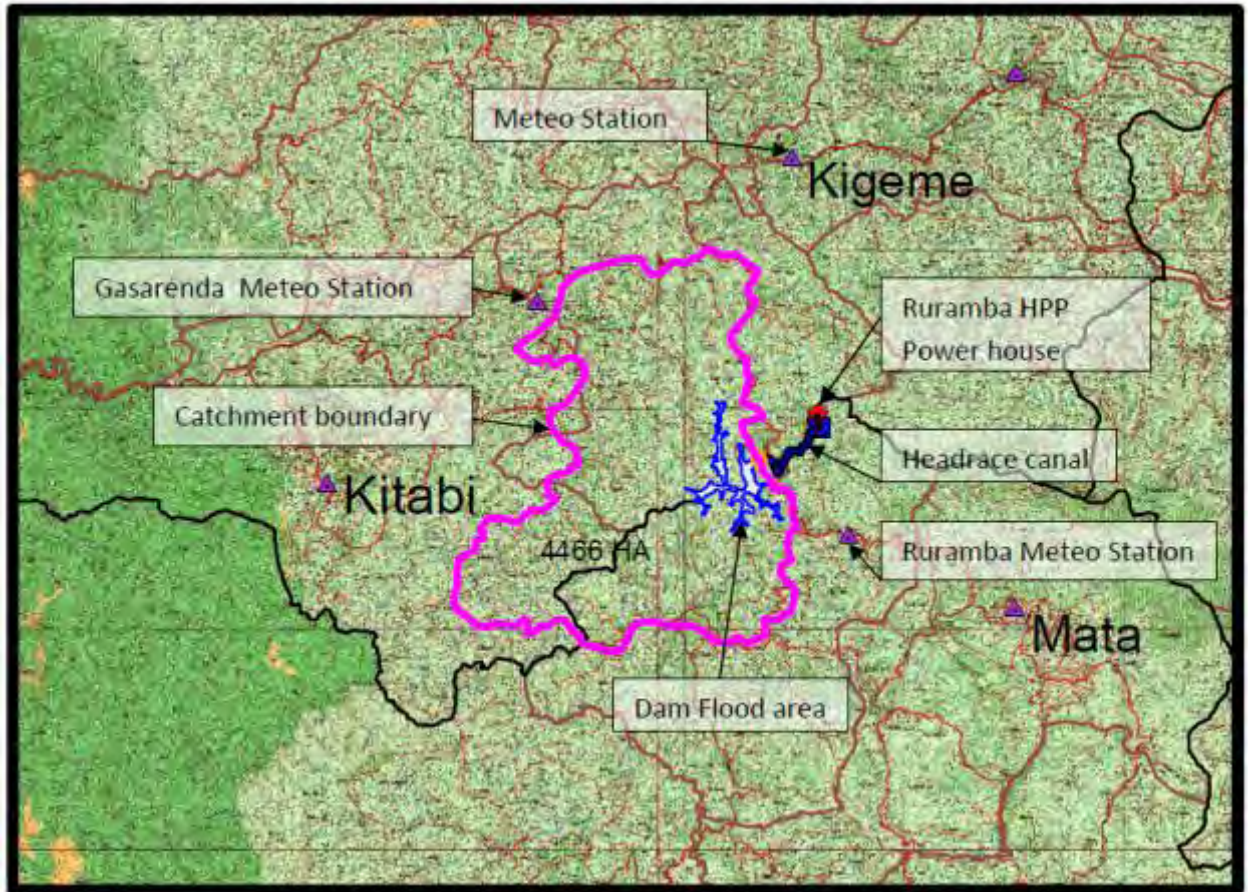 Meteo Station
Kigeme
Gasarenda Meteo Station
Ruramba HPP
Power house
Catchment boundary
Headrace canal
Kitabi
4466 HA
Ruramba Meteo Station
Mata
Dam Flood area